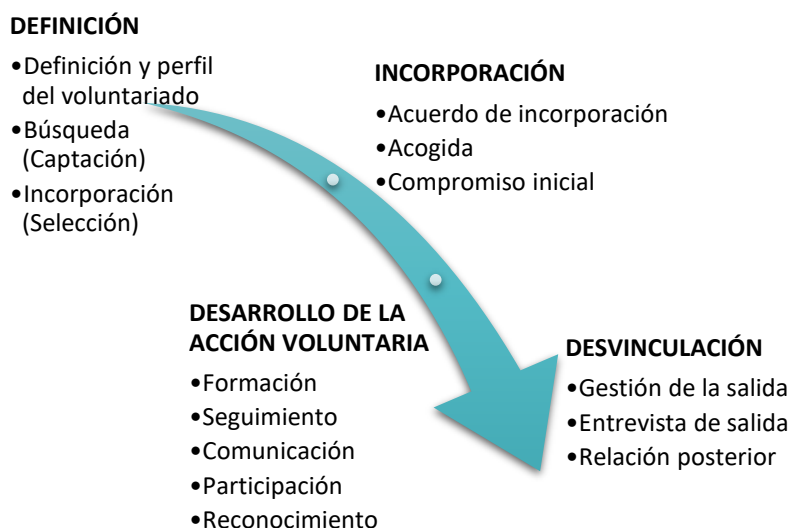 DEFINICIÓN
•Definición y perfil
del voluntariado
•Búsqueda
(Captación)
•Incorporación
(Selección)
INCORPORACIÓN
•Acuerdo de incorporación
•Acogida
•Compromiso inicial
DESARROLLO DE LA
ACCIÓN VOLUNTARIA
•Formación
•Seguimiento
•Comunicación
•Participación
•Reconocimiento
DESVINCULACIÓN
•Gestión de la salida
•Entrevista de salida
•Relación posterior